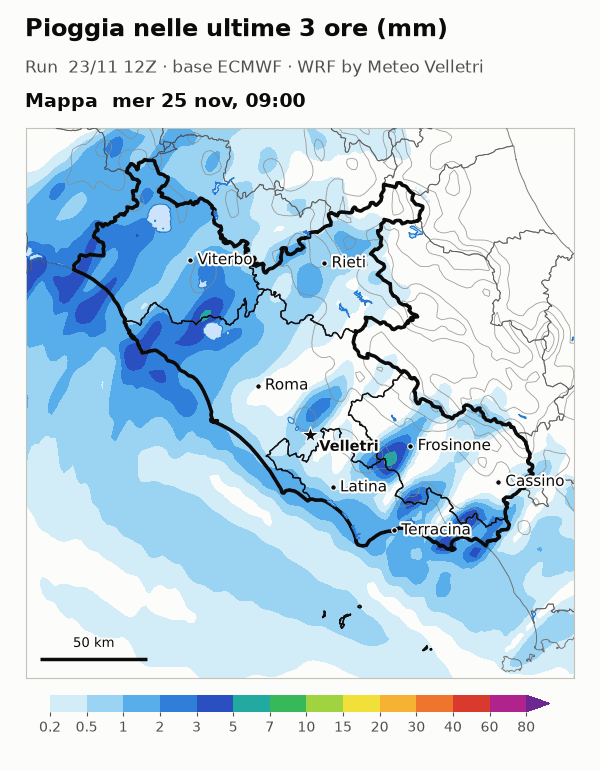 Pioggia nelle ultime 3 ore (mm)
Run 23/11 12Z · base ECMWF · WRF by Meteo Velletri
Mappa mer 25 nov, 09:00
Viterbo
Rieti
Roma
Velletri
Frosinone
Latina
Cassino
Terracina
50 km
0.2 0.5 1 2 3 5 7 10 15 20 30 40 60 80